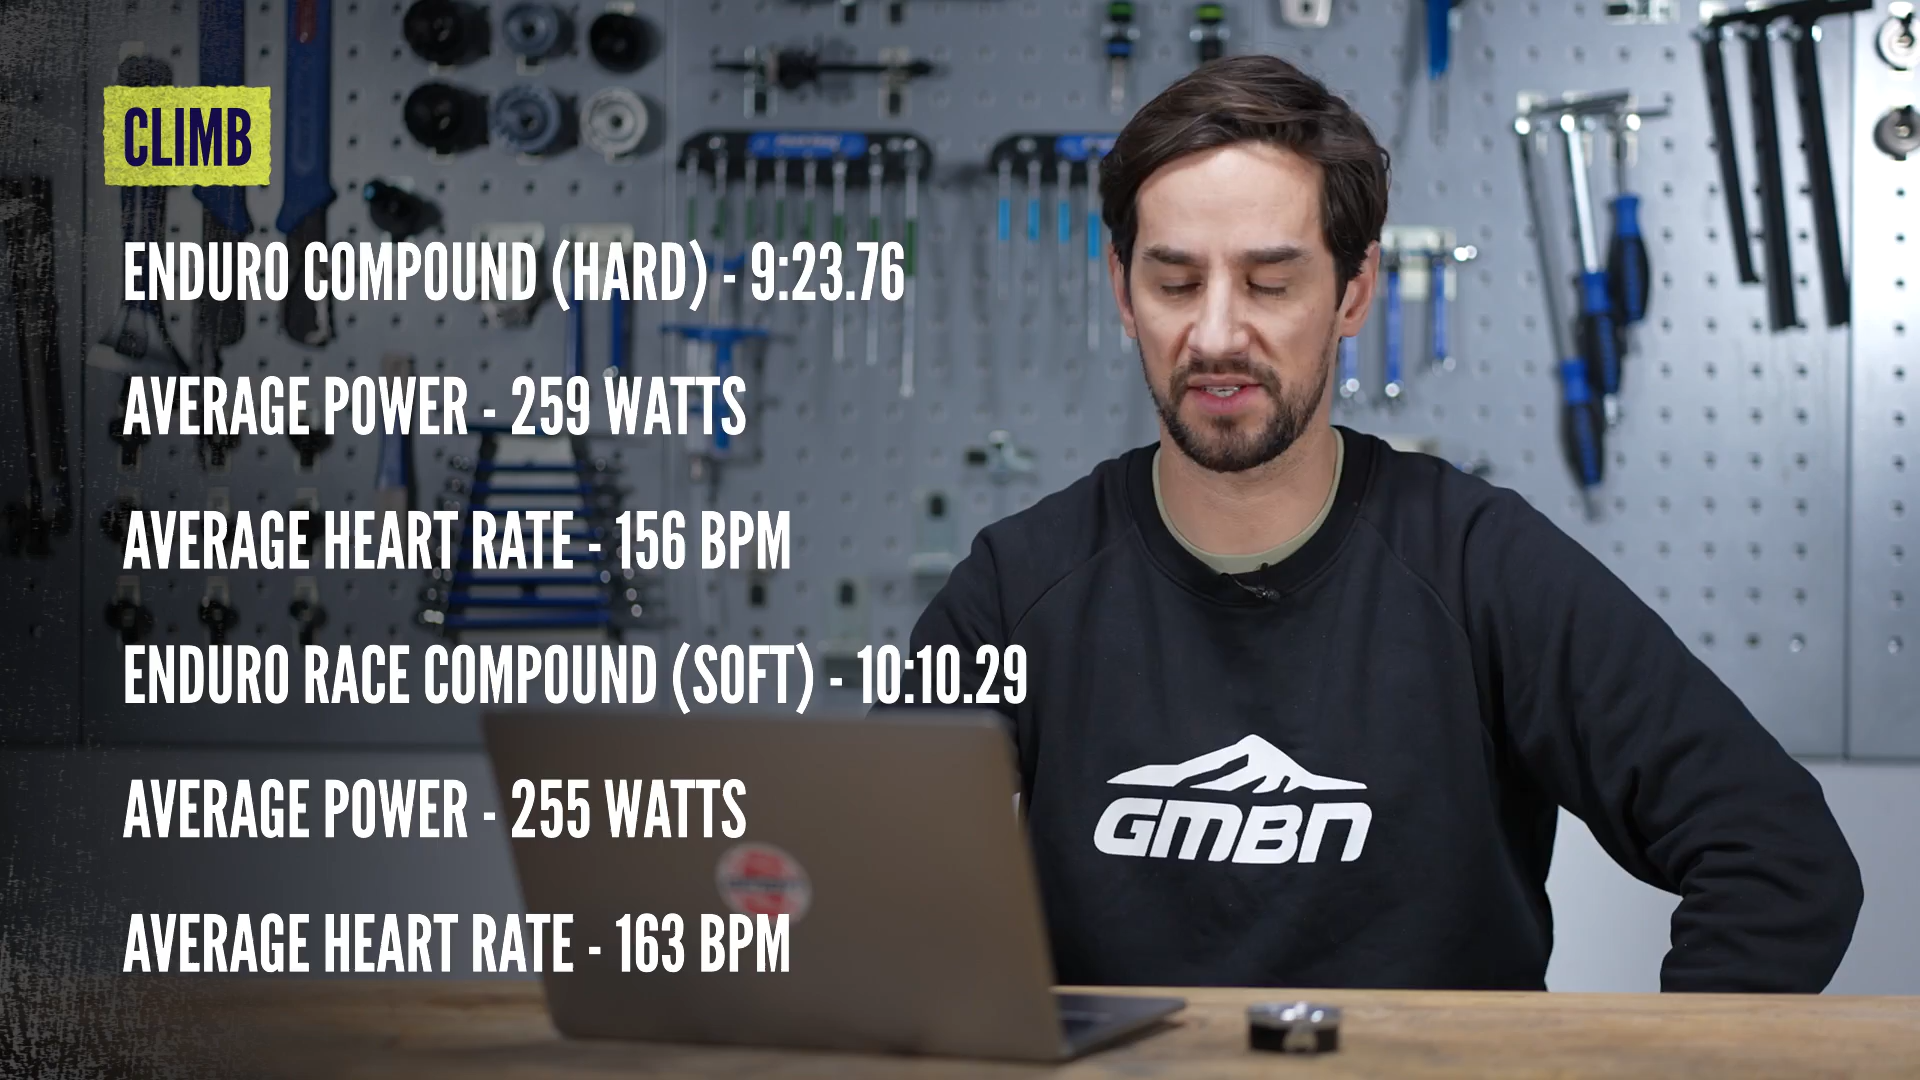 CLIMB
ENDURO COMPOUND (HARD) - 9:23.76
AVERAGE POWER - 259 WATTS
AVERAGE HEART RATE - 156 BPM
ENDURO RACE COMPOUND (SOFT) - 10:10.29
AVERAGE POWER - 255 WATTS
AVERAGE HEART RATE - 163 BPM
GMBN